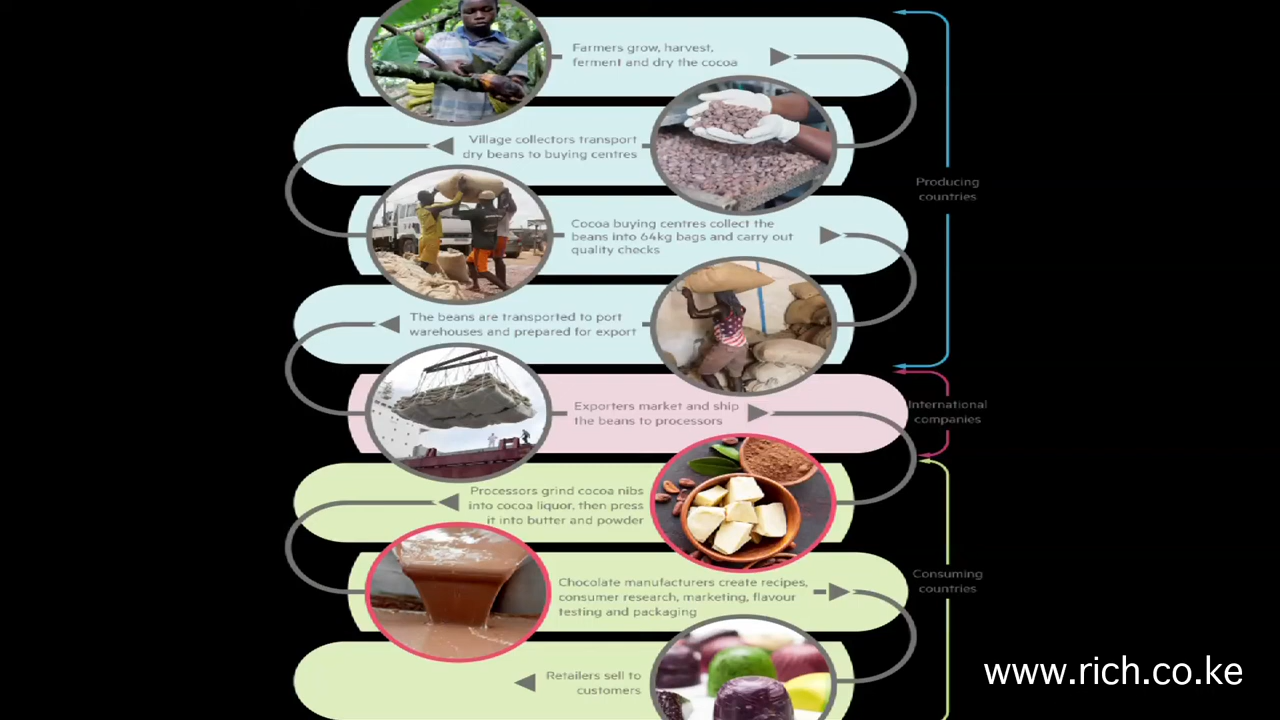 Farmers grow, harvest,
ferment and dry the cocoa
Village collectors transport
dry beans to buying centres
Producing
countries
Cocoa buying centres collect the
beans into 64kg bags and carry out
quality checks
The beans are transported to port
warehouses and prepared for export
Exporters market and ship
the beans to processors
International
companies
Processors grind cocoa nibs
into cocoa liquor, then press
it into butter and powder
Chocolate manufacturers create recipes,
consumer research, marketing, flavour
testing and packaging
Consuming
countries
Retailers sell to
customers
www.rich.co.ke